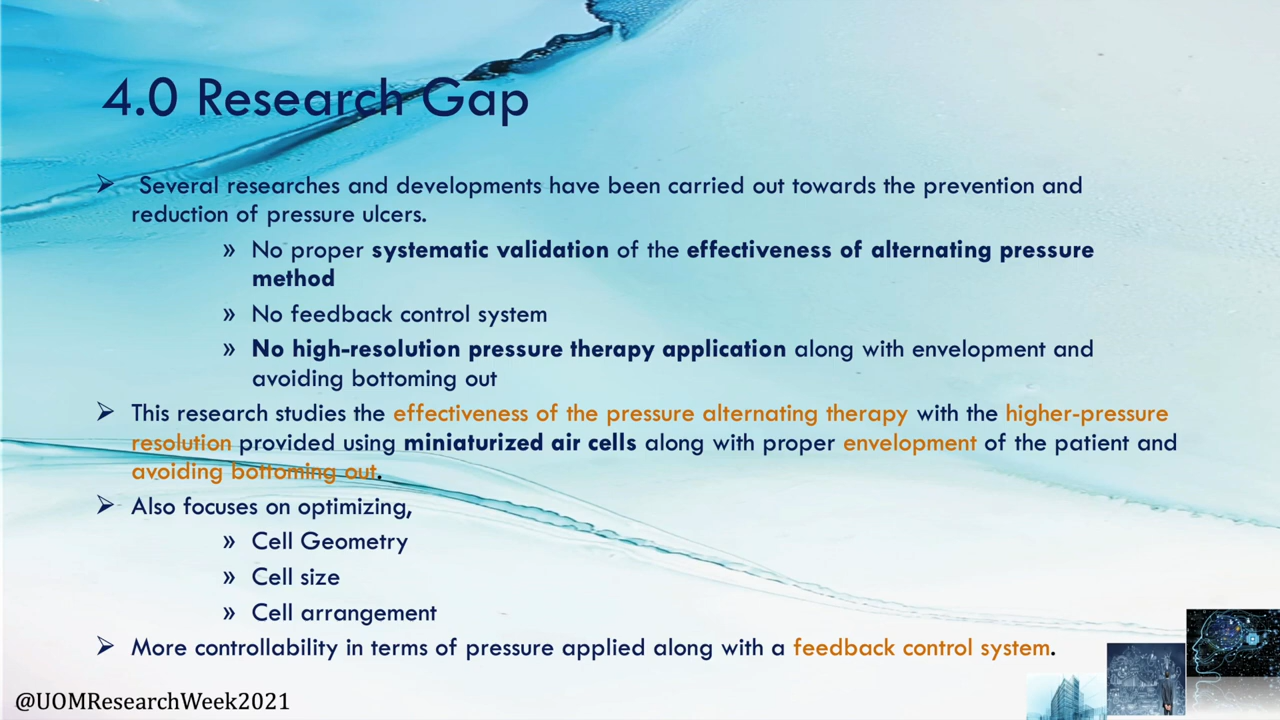 4.0 Research Gap
➢ Several researches and developments have been carried out towards the prevention and
reduction of pressure ulcers.
» No proper systematic validation of the effectiveness of alternating pressure
method
» No feedback control system
» No high-resolution pressure therapy application along with envelopment and
avoiding bottoming out
➢ This research studies the effectiveness of the pressure alternating therapy with the higher-pressure
resolution provided using miniaturized air cells along with proper envelopment of the patient and
avoiding bottoming out.
➢ Also focuses on optimizing,
» Cell Geometry
» Cell size
» Cell arrangement
➢ More controllability in terms of pressure applied along with a feedback control system.
@UOMResearchWeek2021